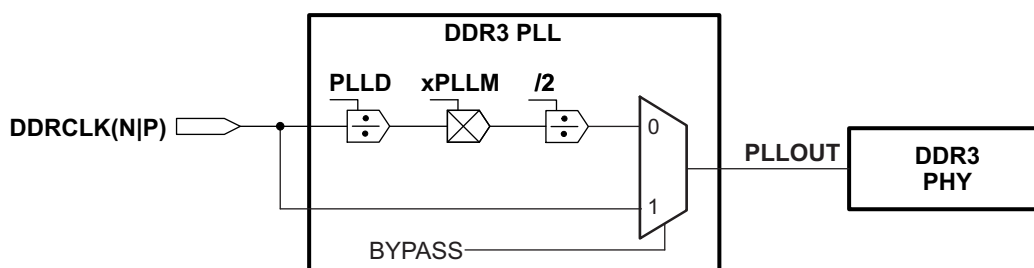 DDR3 PLL
PLLD
xPLLM
/2
DDRCLK(N|P)
0
PLLOUT
DDR3
PHY
1
BYPASS